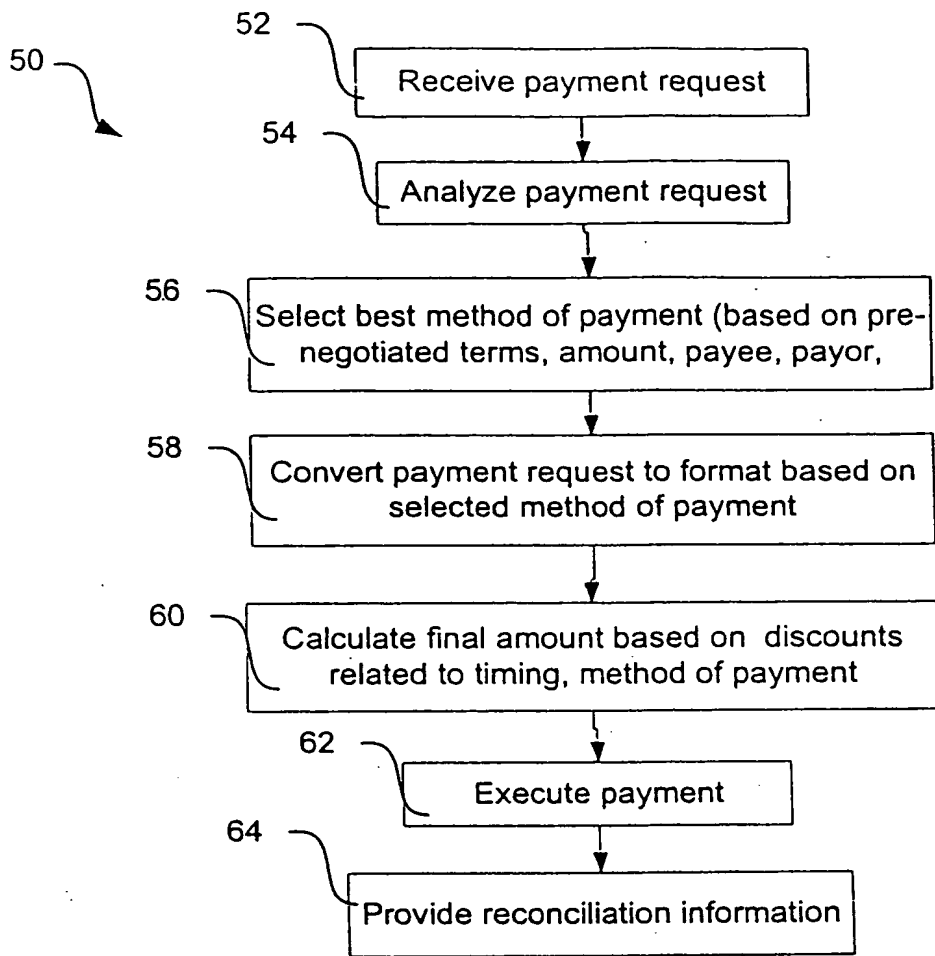 50
52
Receive payment request
54
Analyze payment request
56
Select best method of payment (based on pre-
negotiated terms, amount, payee, payor,
58
Convert payment request to format based on
selected method of payment
60
Calculate final amount based on discounts
related to timing, method of payment
62
Execute payment
64
Provide reconciliation information